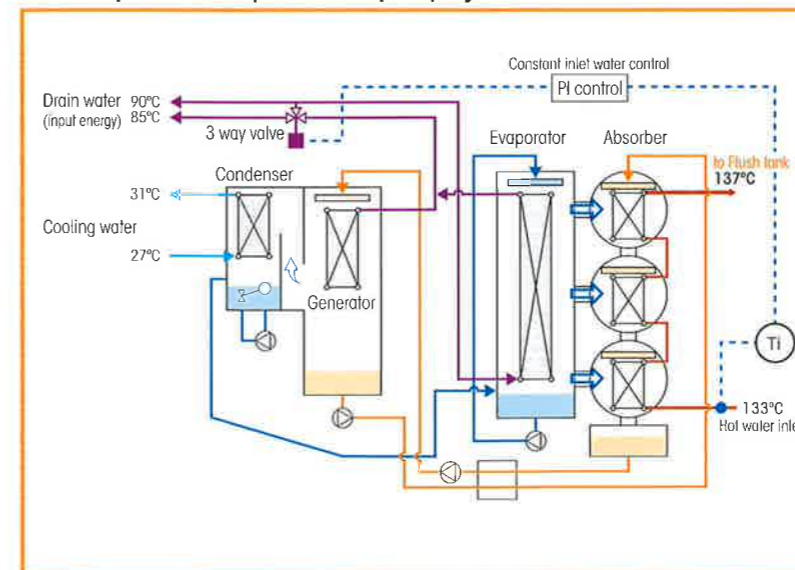 Constant inlet water control
PI control
Drain water 90°C
(input energy) 85°C
3 way valve
Evaporator
Absorber
Condenser
to Flush tank
137°C
31°C
Cooling water
27°C
Generator
Ti
133°C
Hot water inle